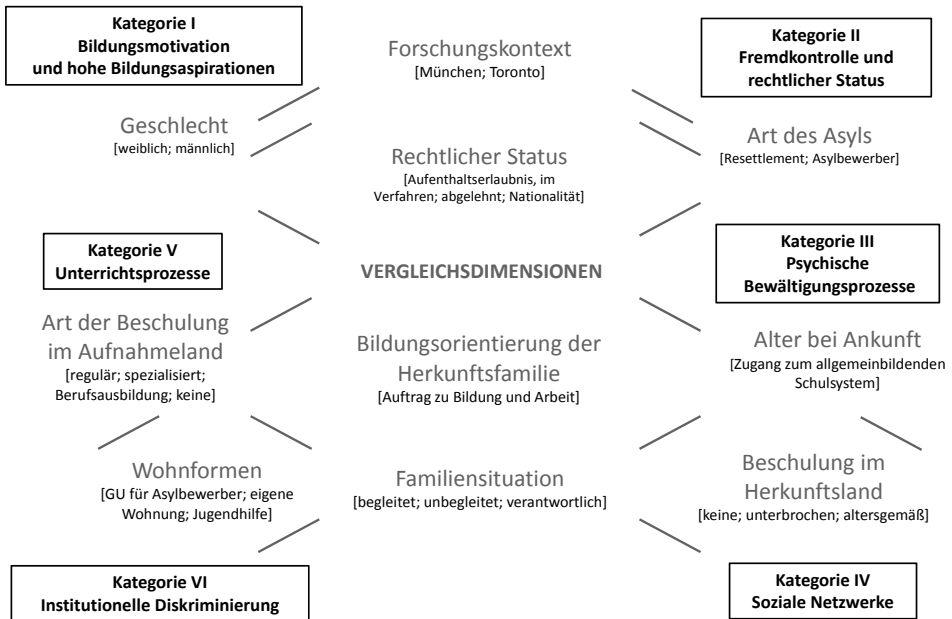 Kategorie I
Bildungsmotivation
und hohe Bildungsaspirationen
Forschungskontext
[München; Toronto]
Kategorie II
Fremdkontrolle und
rechtlicher Status
Geschlecht
[weiblich; männlich]
Rechtlicher Status
[Aufenthaltserlaubnis, im
Verfahren; abgelehnt; Nationalität]
Art des Asyls
[Resettlement; Asylbewerber]
Kategorie V
Unterrichtsprozesse
VERGLEICHSDIMENSIONEN
Kategorie III
Psychische
Bewältigungsprozesse
Art der Beschulung
im Aufnahmeland
[regulär; spezialisiert;
Berufsausbildung; keine]
Bildungsorientierung der
Herkunftsfamilie
[Auftrag zu Bildung und Arbeit]
Alter bei Ankunft
[Zugang zum allgemeinbildenden
Schulsystem]
Wohnformen
[GU für Asylbewerber; eigene
Wohnung; Jugendhilfe]
Familiensituation
[begleitet; unbegleitet; verantwortlich]
Beschulung im
Herkunftsland
[keine; unterbrochen; altersgemäß]
Kategorie VI
Institutionelle Diskriminierung
Kategorie IV
Soziale Netzwerke